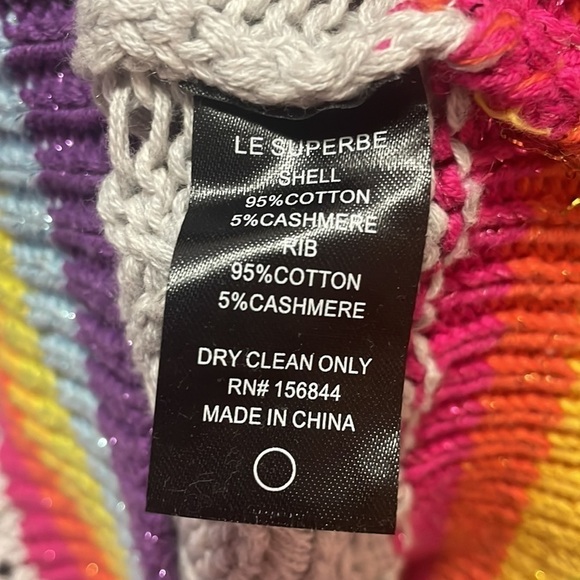 LE SUPERBE
SHELL
95%COTTON
5%CASHMERE
RIB
95%COTTON
5%CASHMERE
DRY CLEAN ONLY
RN# 156844
MADE IN CHINA